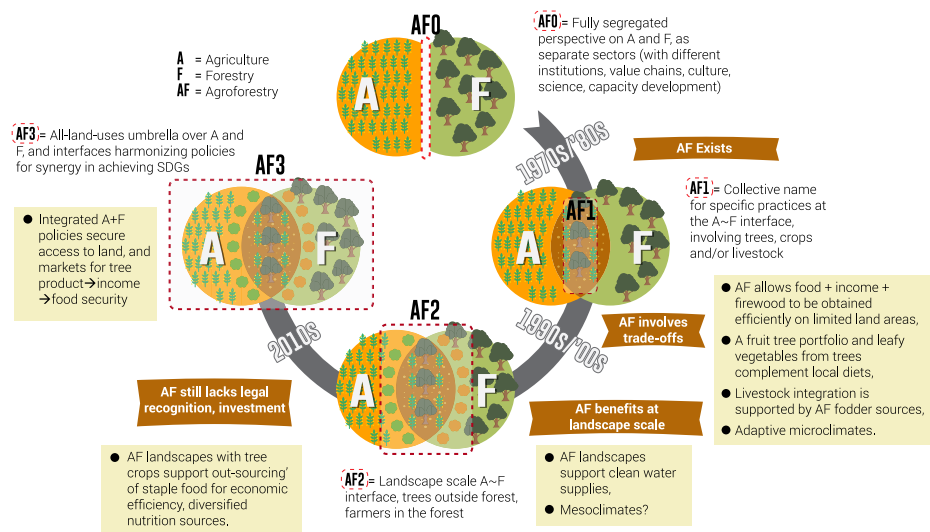 AF0
A = Agriculture
F = Forestry
AF = Agroforestry
A
F
AF0 = Fully segregated
perspective on A and F, as
separate sectors (with different
institutions, value chains, culture,
science, capacity development)
1970s/'80s
AF Exists
AF3 = All-land-uses umbrella over A and
F, and interfaces harmonizing policies
for synergy in achieving SDGs
AF3
A
F
Integrated A+F
policies secure
access to land, and
markets for tree
product→income
→food security
AF1
A
F
AF1 = Collective name
for specific practices at
the A~F interface,
involving trees, crops
and/or livestock
AF allows food + income +
firewood to be obtained
efficiently on limited land areas,
A fruit tree portfolio and leafy
vegetables from trees
complement local diets,
Livestock integration is
supported by AF fodder sources,
Adaptive microclimates.
1990s/'00s
AF involves
trade-offs
AF2
A
F
2010s
AF still lacks legal
recognition, investment
AF benefits at
landscape scale
AF landscapes with tree
crops support out-sourcing'
of staple food for economic
efficiency, diversified
nutrition sources,
AF2 = Landscape scale A~F
interface, trees outside forest,
farmers in the forest
AF landscapes
support clean water
supplies,
Mesoclimates?